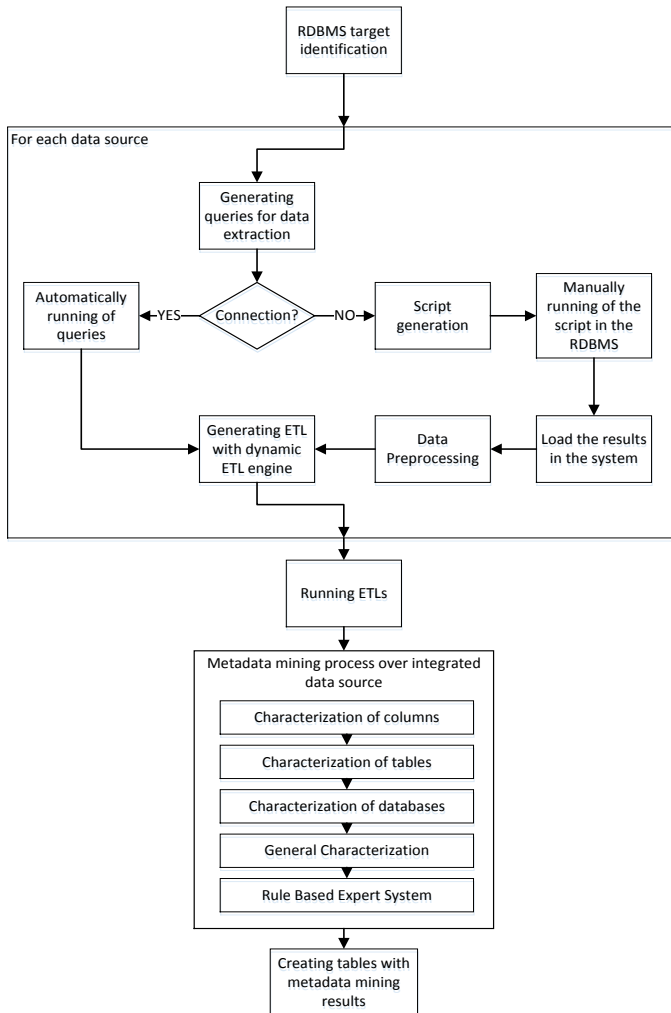 RDBMS target
identification
For each data source
Generating
queries for data
extraction
Automatically
running of
queries
YES
Connection?
NO
Script
generation
Manually
running of the
script in the
RDBMS
Generating ETL
with dynamic
ETL engine
Data
Preprocessing
Load the results
in the system
Running ETLs
Metadata mining process over integrated
data source
Characterization of columns
Characterization of tables
Characterization of databases
General Characterization
Rule Based Expert System
Creating tables with
metadata mining
results